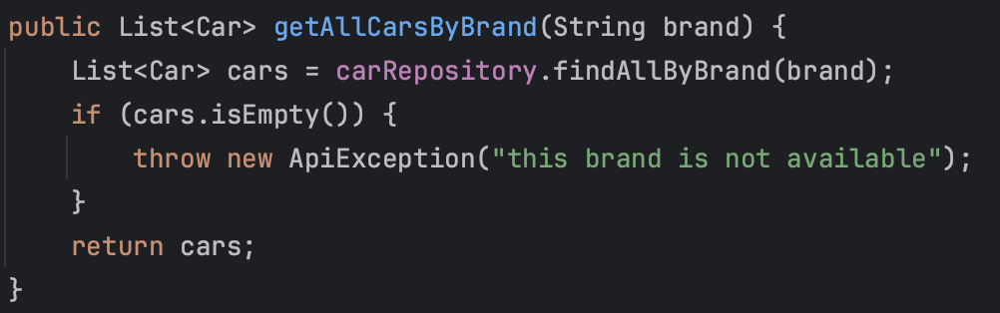 public List<Car> getAllCarsByBrand(String brand) {
    List<Car> cars = carRepository.findAllByBrand(brand);
    if (cars.isEmpty()) {
        throw new ApiException("this brand is not available");
    }
    return cars;
}